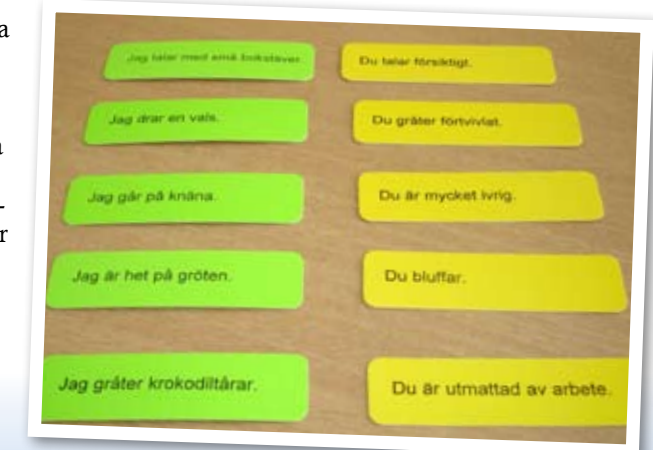 a
a
-
r
Jag talar med små bokstäver.
Du talar försiktigt.
Jag drar en vals.
Du gråter förtvivlat.
Jag går på knäna.
Du är mycket ivrig.
Jag är het på gröten.
Du bluffar.
Jag gråter krokodiltårar.
Du är utmattad av arbete.